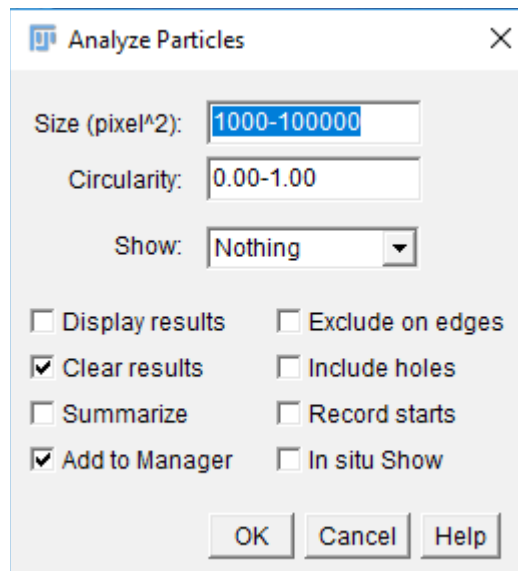 Analyze Particles
Size (pixel^2): 1000-100000
Circularity: 0.00-1.00
Show: Nothing
Display results Exclude on edges
Clear results Include holes
Summarize Record starts
Add to Manager In situ Show
OK Cancel Help